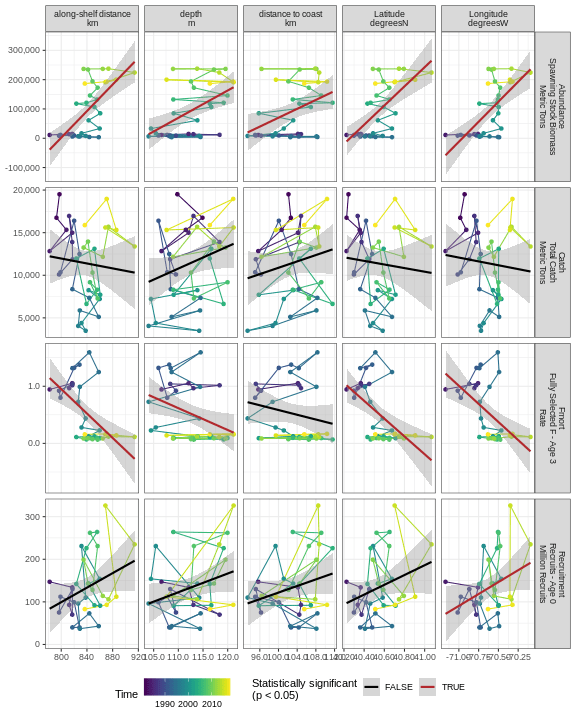 along-shelf distance
km
depth
m
distance to coast
km
Latitude
degreesN
Longitude
degreesW
300,000
200,000
100,000
0
-100,000
Abundance
Spawning Stock Biomass
Metric Tons
20,000
15,000
10,000
5,000
Catch
Total Catch
Metric Tons
1.0
0.0
Fmort
Fully Selected F - Age 3
Rate
300
200
100
0
Recruitment
Recruits - Age 0
Million Recruits
800 840 880 920
105.0 110.0 115.0 120.0
96.0 100.0 104.0 108.0
40.40 40.60 40.80 41.00
-71.00 -70.75 -70.50 -70.25
Time
1990 2000 2010
Statistically significant
(p < 0.05)
FALSE
TRUE